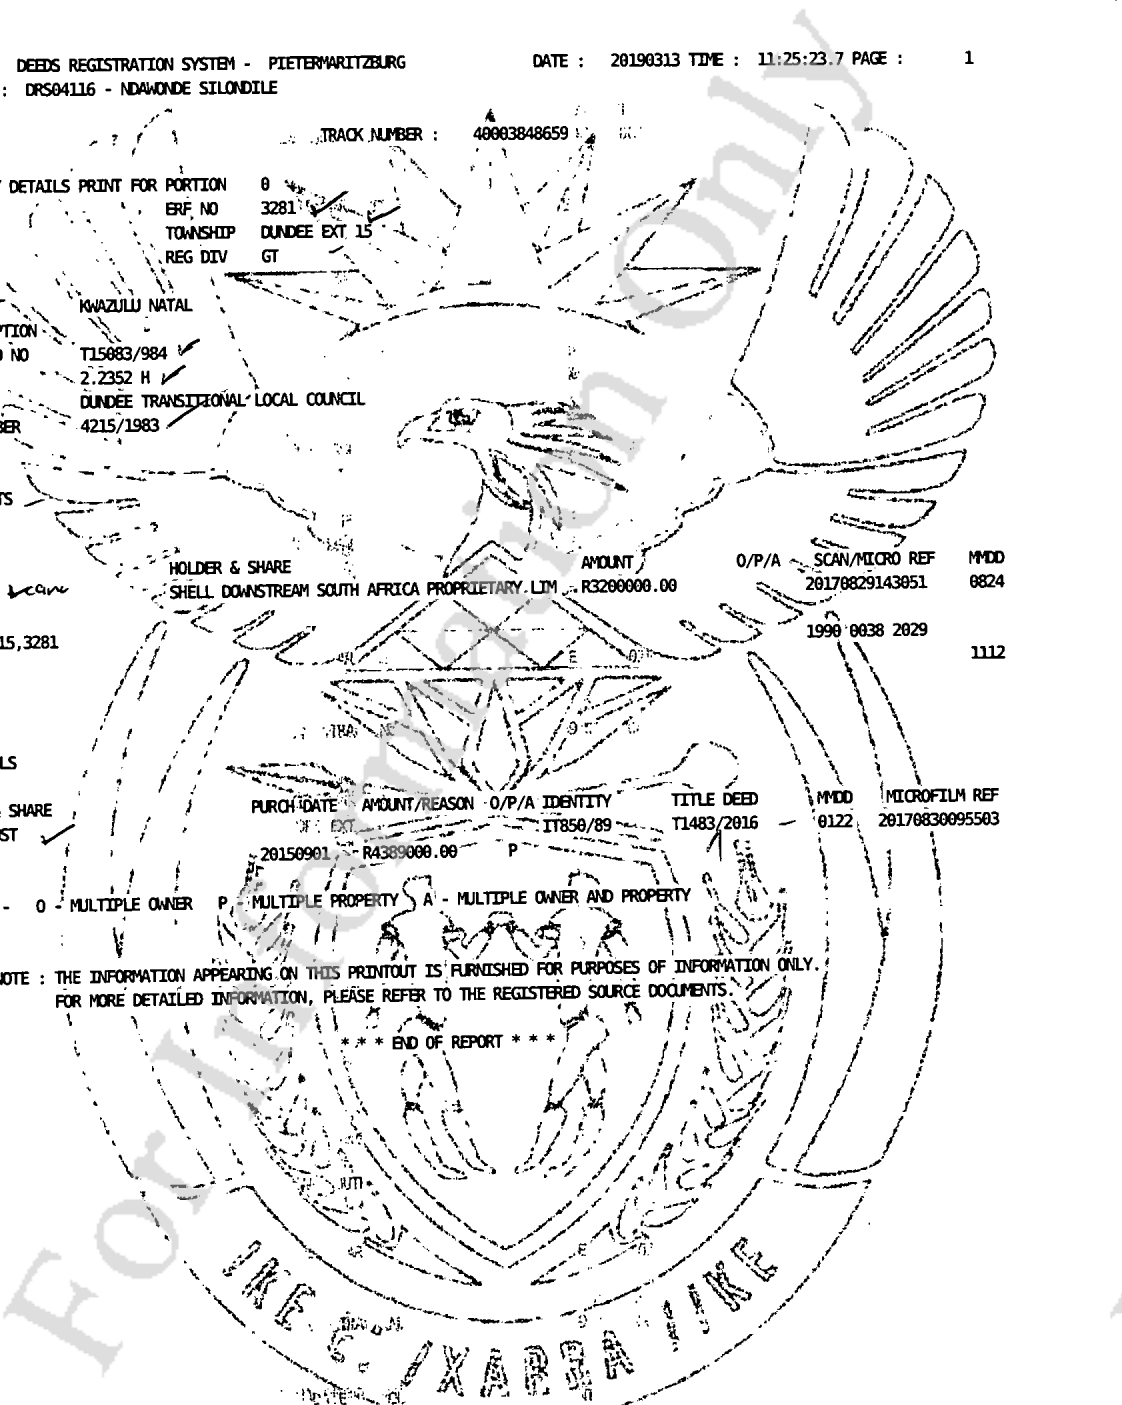 DEEDS REGISTRATION SYSTEM - PIETERMARITZBURG DATE : 20190313 TIME : 11:25:23.7 PAGE : 1
: DRS04116 - NDAWONDE SILONDILE
TRACK NUMBER : 40003848659
DETAILS PRINT FOR PORTION 0
ERF NO 3281
TOWNSHIP DUNDEE EXT 15
REG DIV GT
KWAZULU NATAL
PTION
NO T15083/984
2.2352 H
DUNDEE TRANSITIONAL LOCAL COUNCIL
BER 4215/1983
TS
HOLDER & SHARE AMOUNT O/P/A SCAN/MICRO REF MMDD
SHELL DOWNSTREAM SOUTH AFRICA PROPRIETARY LIM R3200000.00 20170829143051 0824
1990 0038 2029
15,3281
1112
LS
SHARE PURCH DATE AMOUNT/REASON O/P/A IDENTITY TITLE DEED MMDD MICROFILM REF
ST IT850/89 T1483/2016 0122 20170830095503
20150901 R4389000.00 P
- O - MULTIPLE OWNER P - MULTIPLE PROPERTY A - MULTIPLE OWNER AND PROPERTY
NOTE : THE INFORMATION APPEARING ON THIS PRINTOUT IS FURNISHED FOR PURPOSES OF INFORMATION ONLY.
FOR MORE DETAILED INFORMATION, PLEASE REFER TO THE REGISTERED SOURCE DOCUMENTS.
* * * END OF REPORT * * *
For Information Only